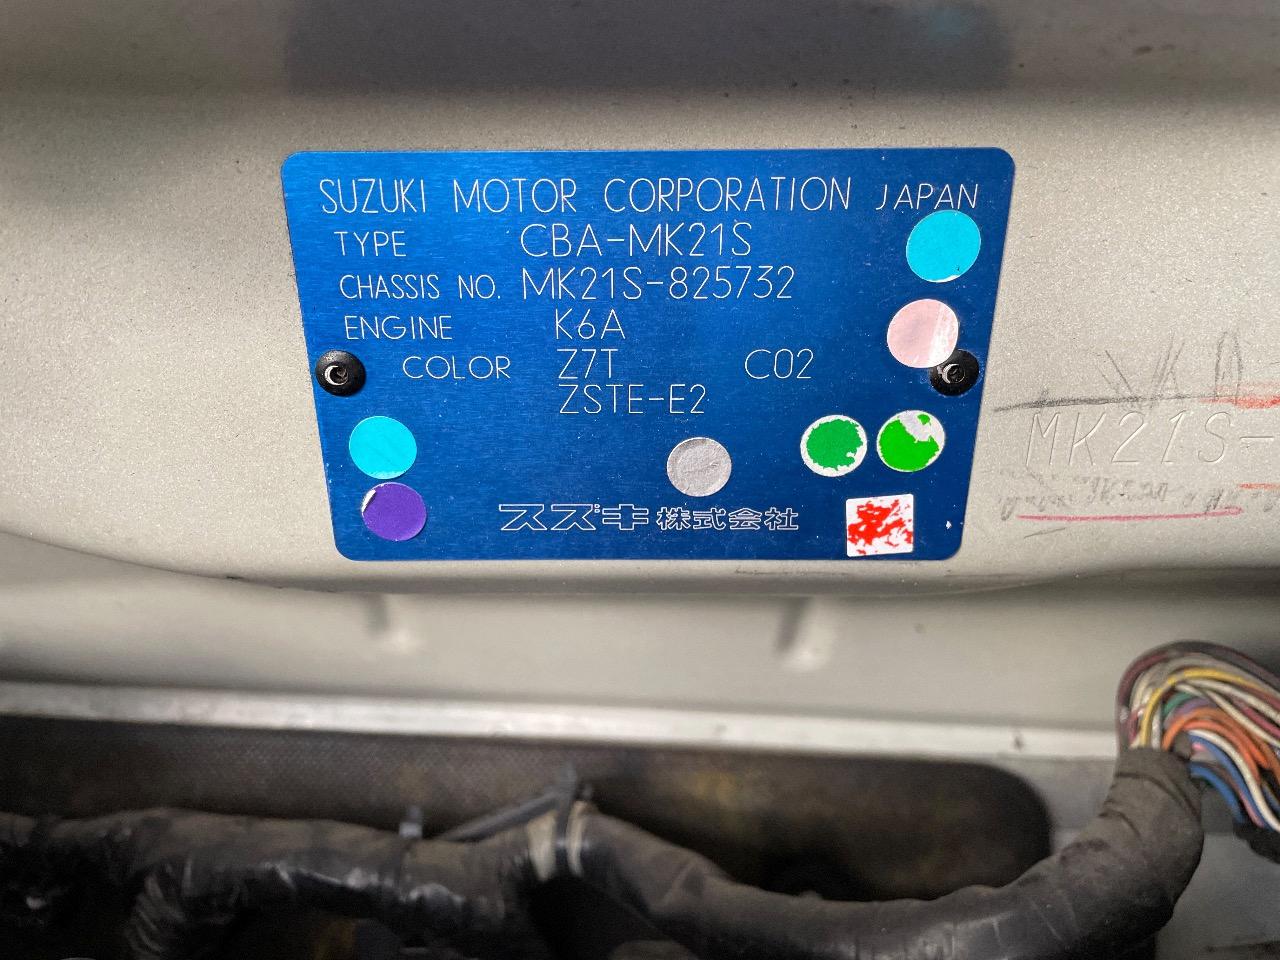 SUZUKI MOTOR CORPORATION JAPAN
TYPE CBA-MK21S
CHASSIS NO. MK21S-825732
ENGINE K6A
COLOR Z7T C02
ZSTE-E2
スズキ株式会社
MK21S-